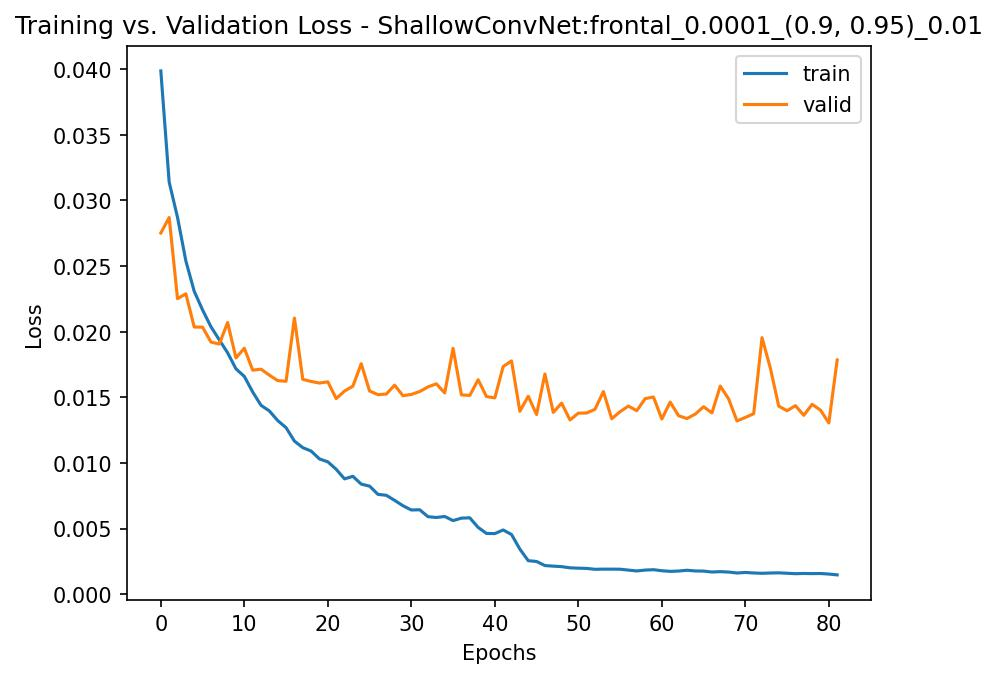 Training vs. Validation Loss - ShallowConvNet:frontal_0.0001_(0.9, 0.95)_0.01
train
valid
0.040
0.035
0.030
0.025
0.020
0.015
0.010
0.005
0.000
Loss
0 10 20 30 40 50 60 70 80
Epochs